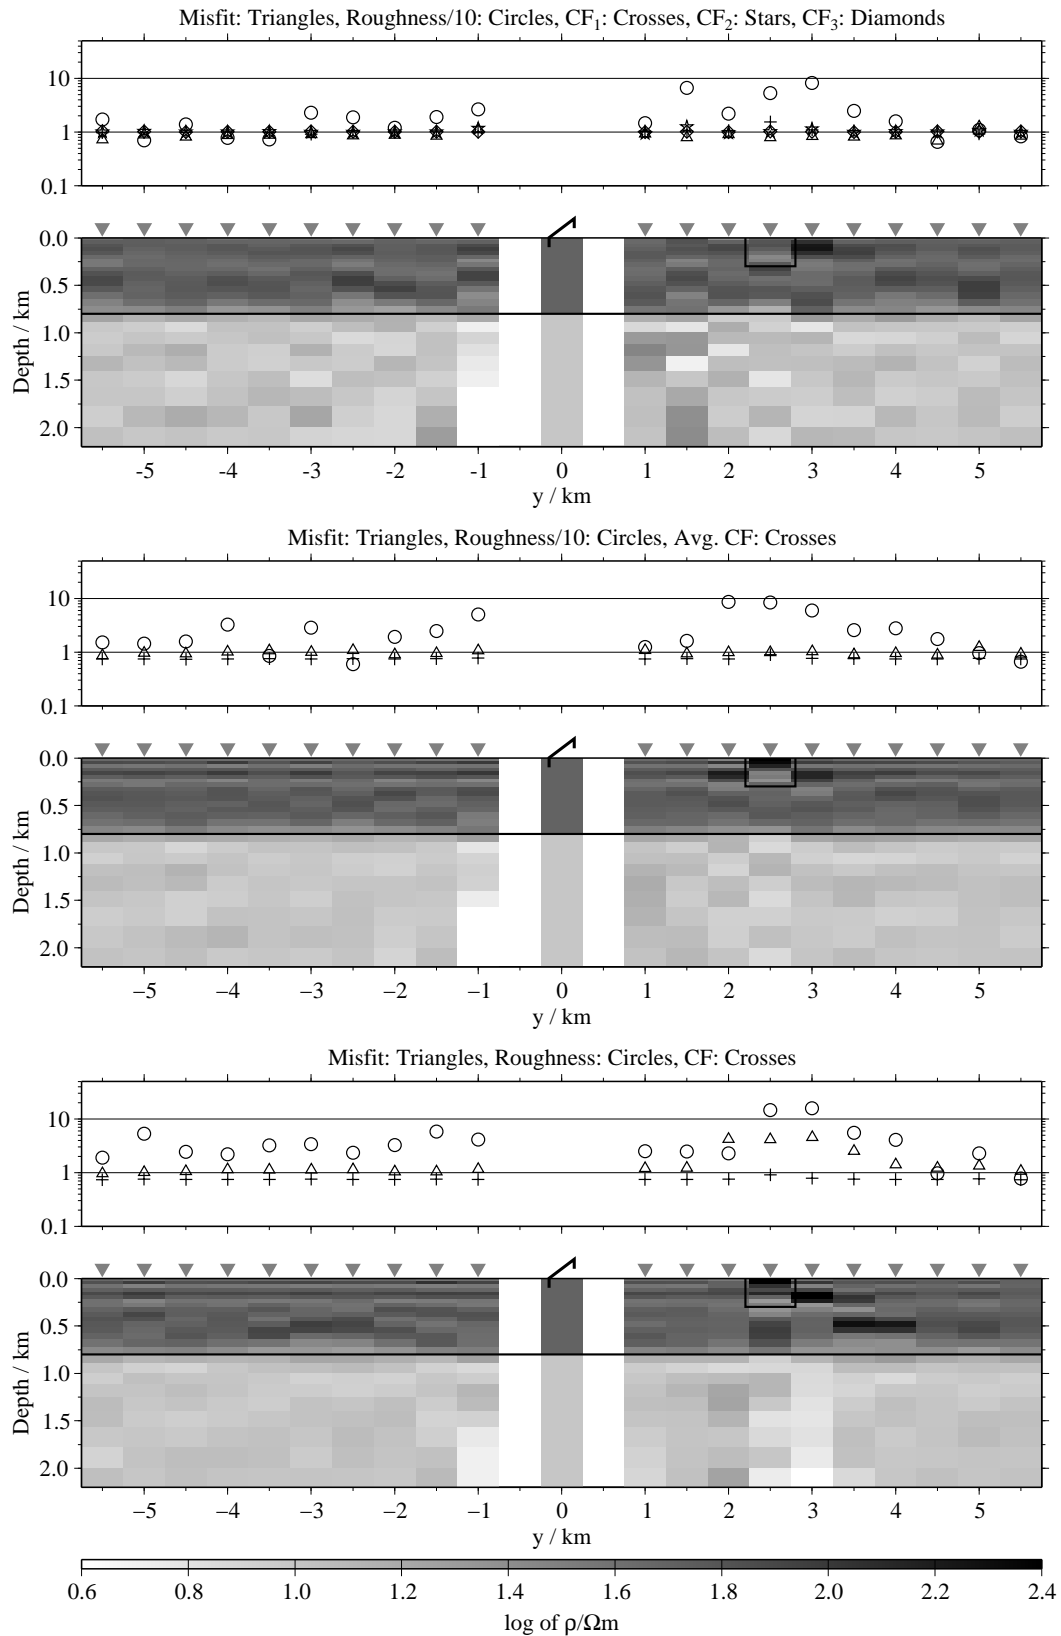 Misfit: Triangles, Roughness/10: Circles, CF₁: Crosses, CF₂: Stars, CF₃: Diamonds
10
1
0.1
0.0
0.5
1.0
1.5
2.0
Depth / km
-5 -4 -3 -2 -1 0 1 2 3 4 5
y / km
Misfit: Triangles, Roughness/10: Circles, Avg. CF: Crosses
10
1
0.1
0.0
0.5
1.0
1.5
2.0
Depth / km
−5 −4 −3 −2 −1 0 1 2 3 4 5
y / km
Misfit: Triangles, Roughness: Circles, CF: Crosses
10
1
0.1
0.0
0.5
1.0
1.5
2.0
Depth / km
−5 −4 −3 −2 −1 0 1 2 3 4 5
y / km
0.6 0.8 1.0 1.2 1.4 1.6 1.8 2.0 2.2 2.4
log of ρ/Ωm